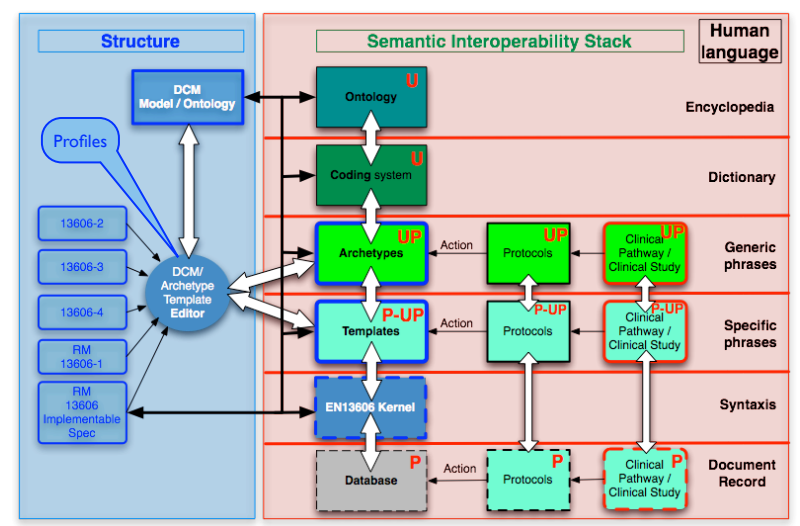 Structure
Semantic Interoperability Stack
Human
language
DCM
Model / Ontology
U
Ontology
Encyclopedia
Profiles
U
Coding system
Dictionary
13606-2
13606-3
13606-4
RM
13606-1
RM
13606
Implementable
Spec
DCM/
Archetype
Template
Editor
UP
Archetypes
Action
UP
Protocols
UP
Clinical
Pathway /
Clinical Study
Generic
phrases
P-UP
Templates
Action
P-UP
Protocols
P-UP
Clinical
Pathway /
Clinical Study
Specific
phrases
EN13606 Kernel
Syntaxis
P
Database
Action
P
Protocols
P
Clinical
Pathway /
Clinical Study
Document
Record